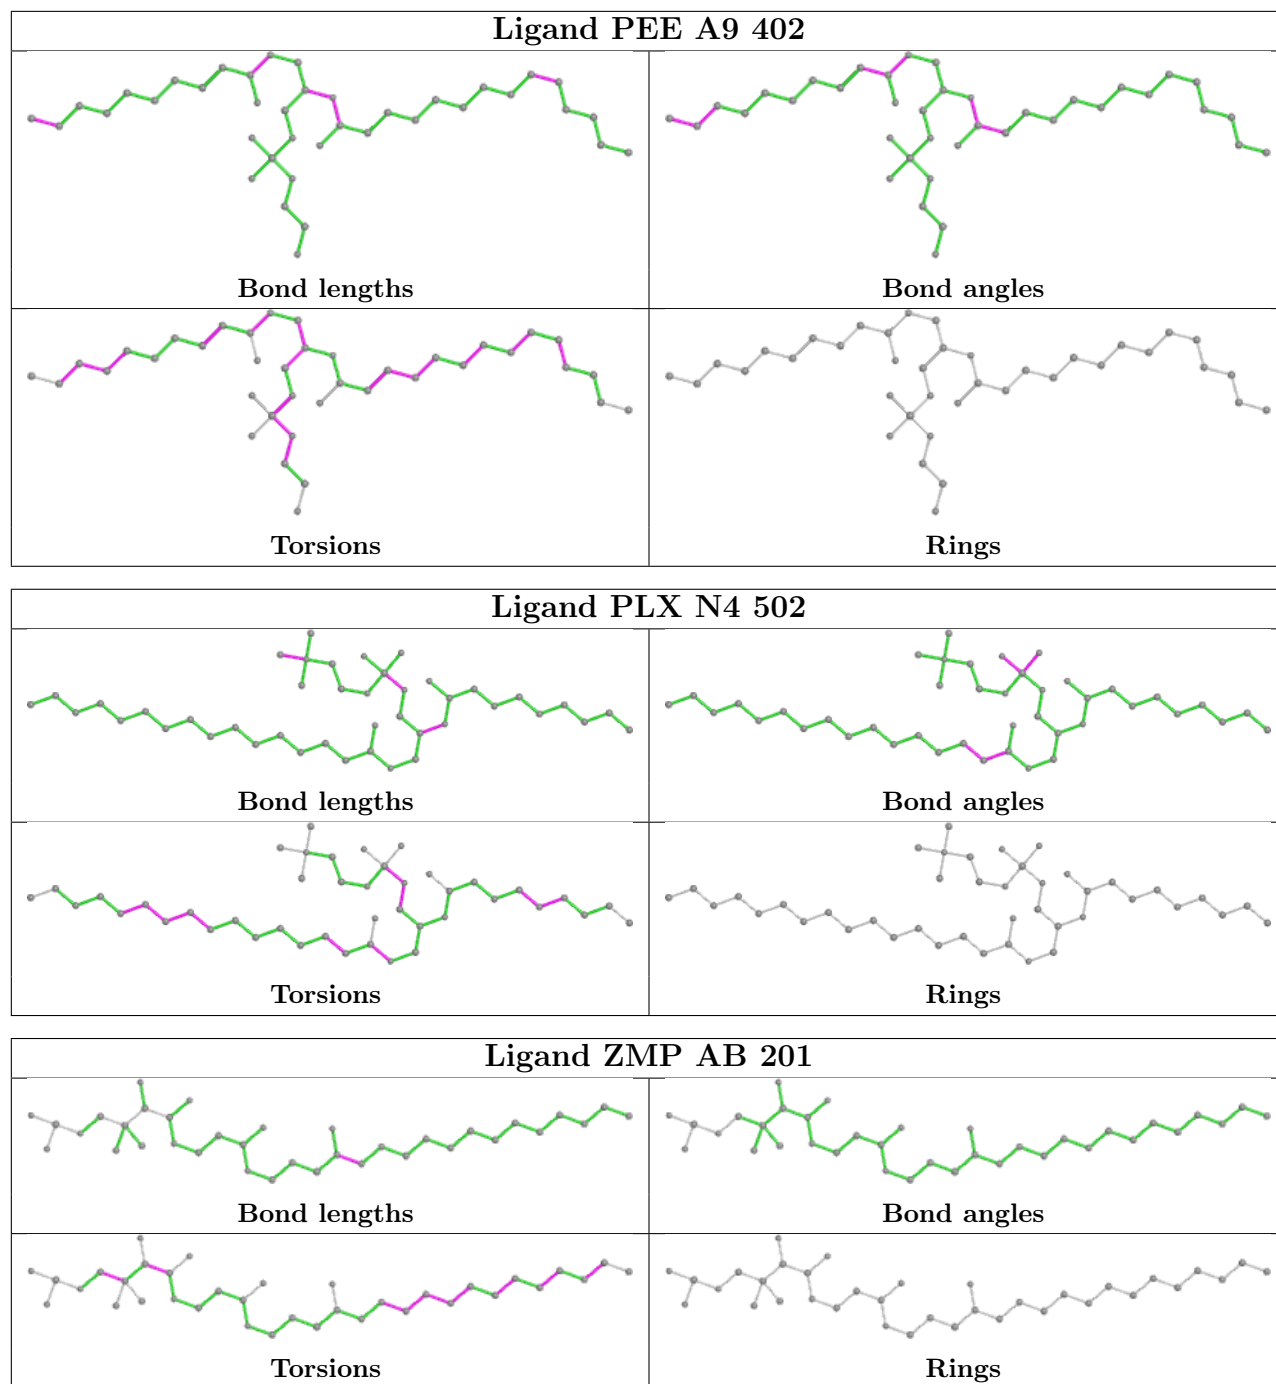 Ligand PEE A9 402
Bond lengths
Bond angles
Torsions
Rings
Ligand PLX N4 502
Bond lengths
Bond angles
Torsions
Rings
Ligand ZMP AB 201
Bond lengths
Bond angles
Torsions
Rings